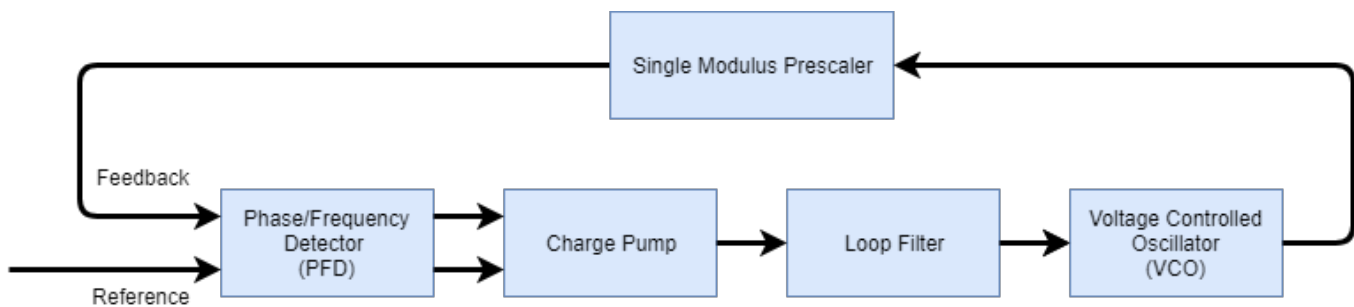 Single Modulus Prescaler
Feedback
Phase/Frequency
Detector
(PFD)
Charge Pump
Loop Filter
Voltage Controlled
Oscillator
(VCO)
Reference